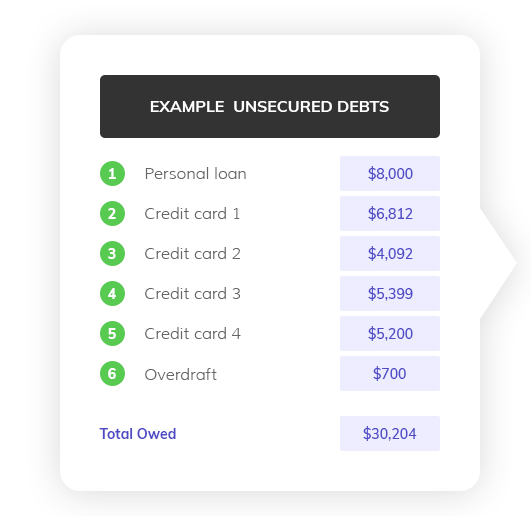 EXAMPLE UNSECURED DEBTS
1 Personal loan $8,000
2 Credit card 1 $6,812
3 Credit card 2 $4,092
4 Credit card 3 $5,399
5 Credit card 4 $5,200
6 Overdraft $700
Total Owed $30,204